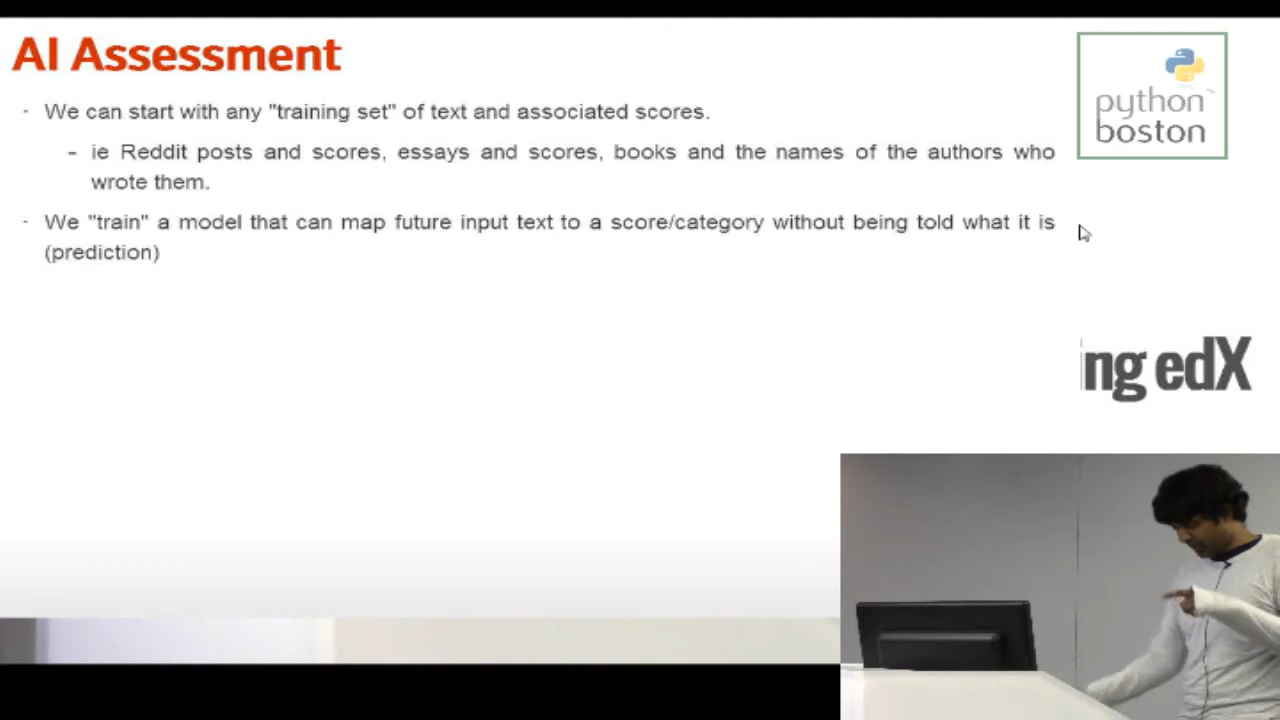 AI Assessment
- We can start with any "training set" of text and associated scores.
- ie Reddit posts and scores, essays and scores, books and the names of the authors who
wrote them.
- We "train" a model that can map future input text to a score/category without being told what it is
(prediction)
python™
boston
ng edX